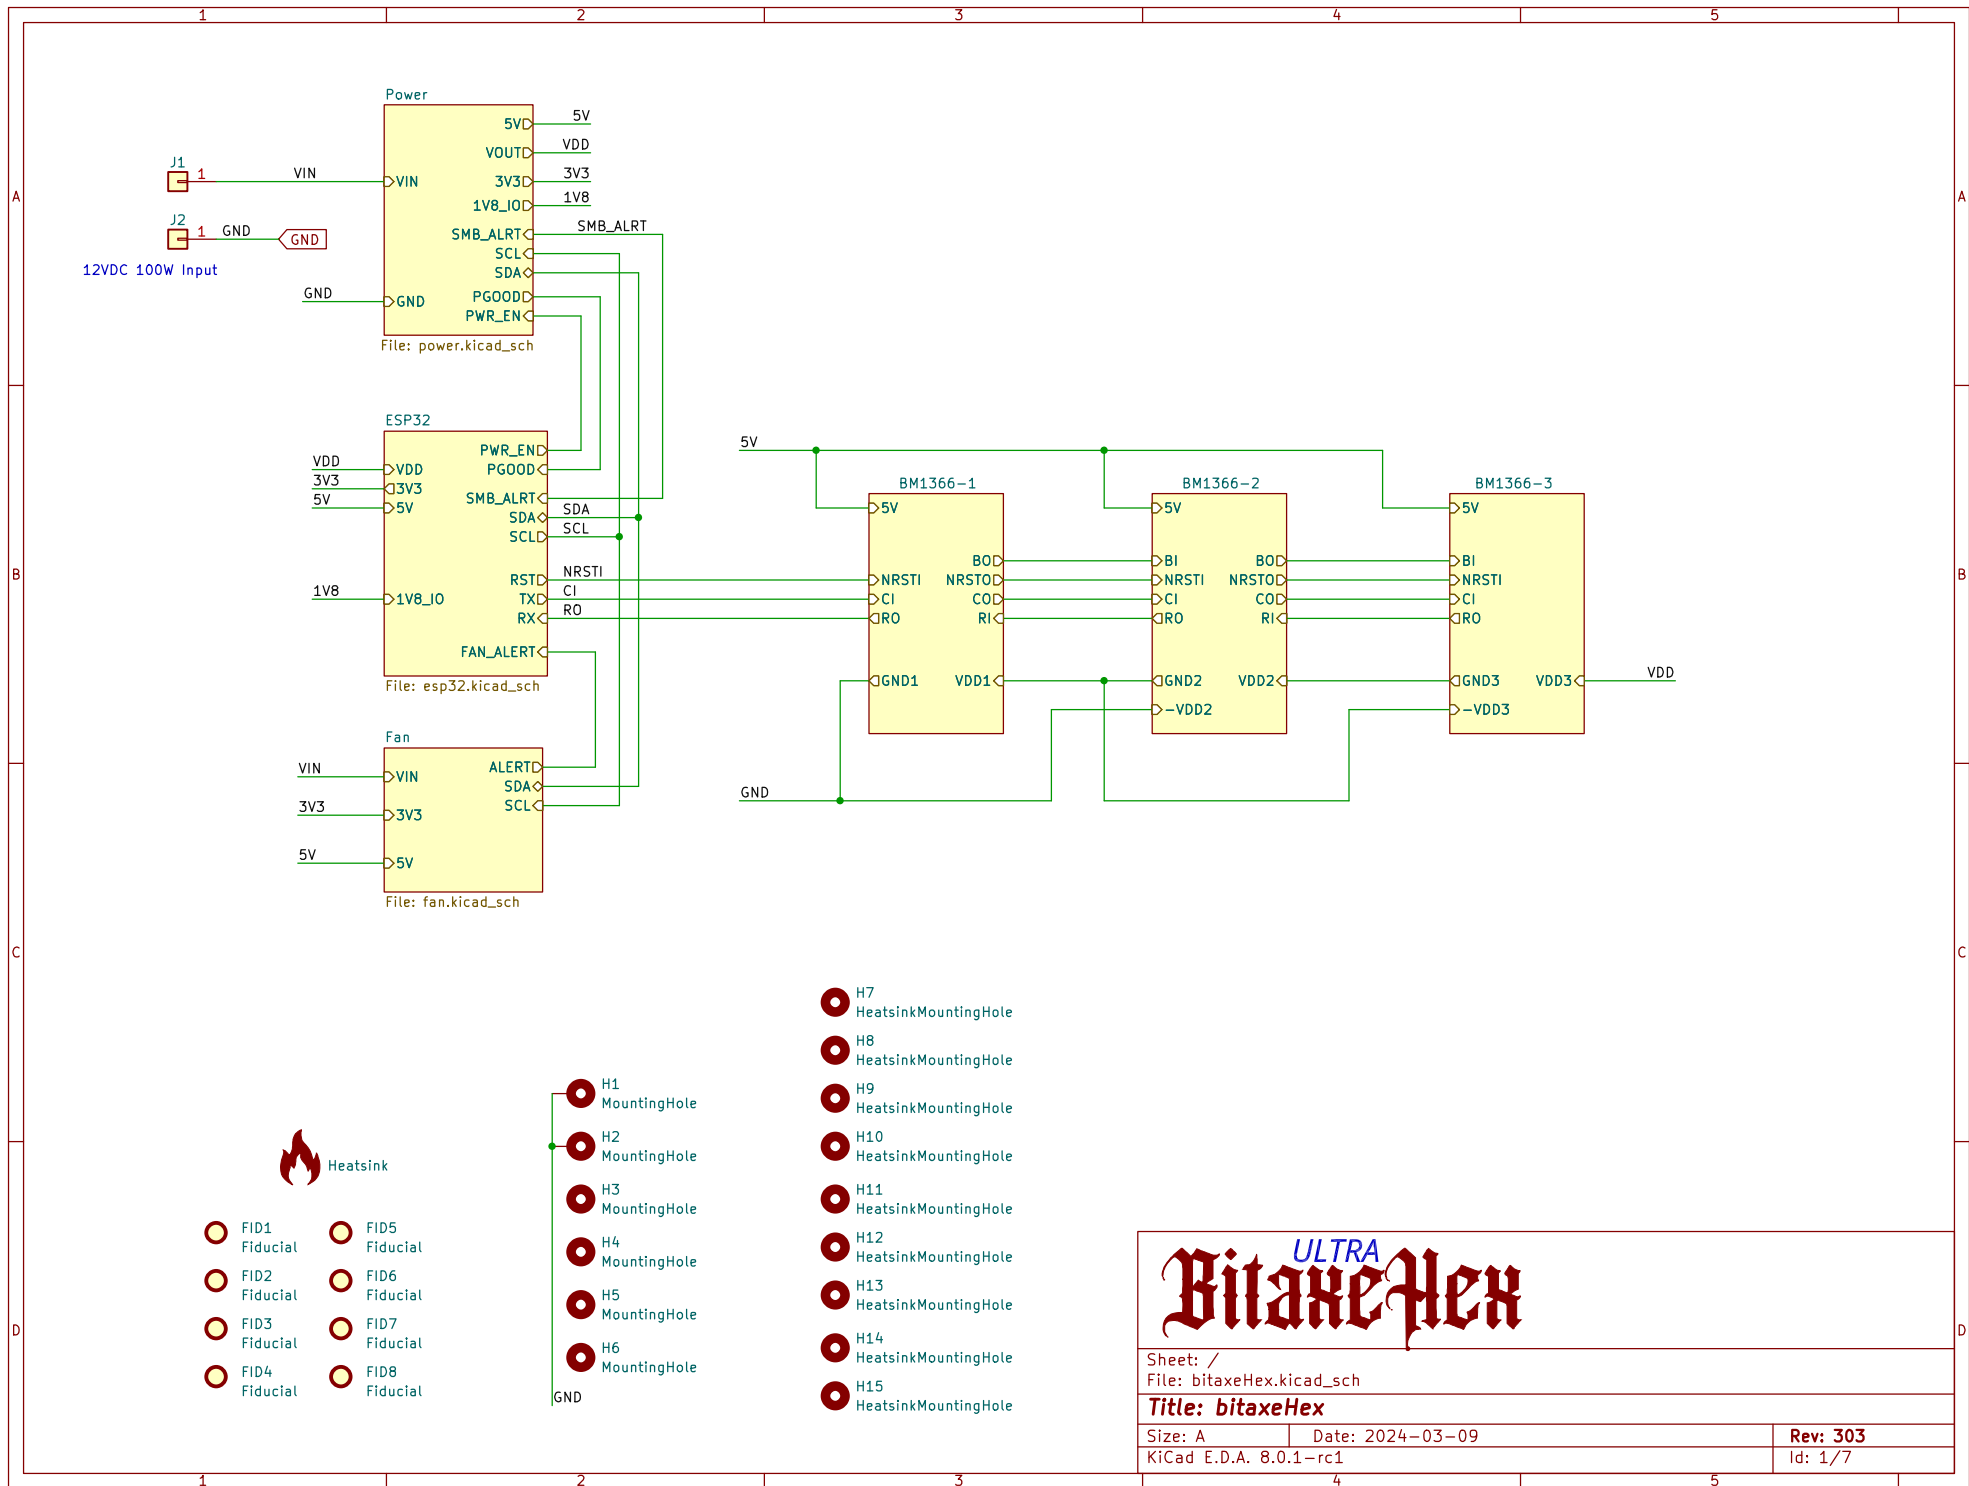 1 2 3 4 5
A
B
C
D
A
B
C
D
Power
VIN
GND
5V
VOUT
3V3
1V8_IO
SMB_ALRT
SCL
SDA
PGOOD
PWR_EN
File: power.kicad_sch
5V
VDD
3V3
1V8
SMB_ALRT
J1
1
VIN
J2
1
GND
GND
12VDC 100W Input
GND
ESP32
VDD
3V3
5V
1V8
VDD
3V3
5V
1V8_IO
PWR_EN
PGOOD
SMB_ALRT
SDA
SCL
RST
TX
RX
FAN_ALERT
File: esp32.kicad_sch
SDA
SCL
NRSTI
CI
RO
Fan
VIN
3V3
5V
VIN
3V3
5V
ALERT
SDA
SCL
File: fan.kicad_sch
5V
GND
BM1366-1
5V
NRSTI
CI
RO
GND1
BO
NRSTO
CO
RI
VDD1
BM1366-2
5V
BI
NRSTI
CI
RO
GND2
-VDD2
BO
NRSTO
CO
RI
VDD2
BM1366-3
5V
BI
NRSTI
CI
RO
GND3
-VDD3
VDD3
VDD
Heatsink
FID1
Fiducial
FID2
Fiducial
FID3
Fiducial
FID4
Fiducial
FID5
Fiducial
FID6
Fiducial
FID7
Fiducial
FID8
Fiducial
H1
MountingHole
H2
MountingHole
H3
MountingHole
H4
MountingHole
H5
MountingHole
H6
MountingHole
GND
H7
HeatsinkMountingHole
H8
HeatsinkMountingHole
H9
HeatsinkMountingHole
H10
HeatsinkMountingHole
H11
HeatsinkMountingHole
H12
HeatsinkMountingHole
H13
HeatsinkMountingHole
H14
HeatsinkMountingHole
H15
HeatsinkMountingHole
ULTRA
BitaxeHex
Sheet: /
File: bitaxeHex.kicad_sch
Title: bitaxeHex
Size: A Date: 2024-03-09 Rev: 303
KiCad E.D.A. 8.0.1-rc1 Id: 1/7
1 2 3 4 5